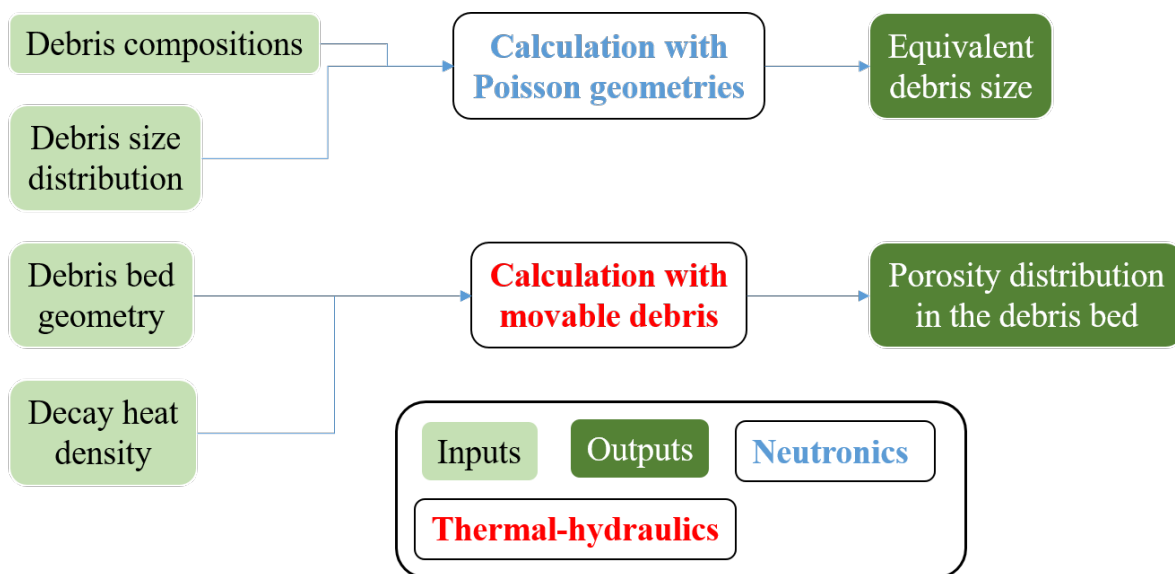 Debris compositions
Calculation with
Poisson geometries
Equivalent
debris size
Debris size
distribution
Debris bed
geometry
Calculation with
movable debris
Porosity distribution
in the debris bed
Decay heat
density
Inputs
Outputs
Neutronics
Thermal-hydraulics